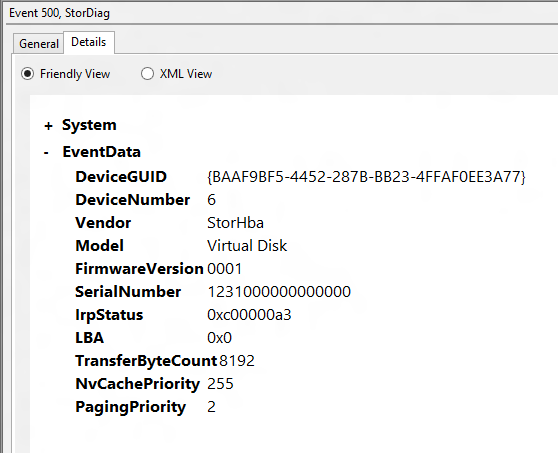 Event 500, StorDiag
General Details
Friendly View XML View
+ System
- EventData
DeviceGUID {BAAF9BF5-4452-287B-BB23-4FFAF0EE3A77}
DeviceNumber 6
Vendor StorHba
Model Virtual Disk
FirmwareVersion 0001
SerialNumber 1231000000000000
IrpStatus 0xc00000a3
LBA 0x0
TransferByteCount 8192
NvCachePriority 255
PagingPriority 2